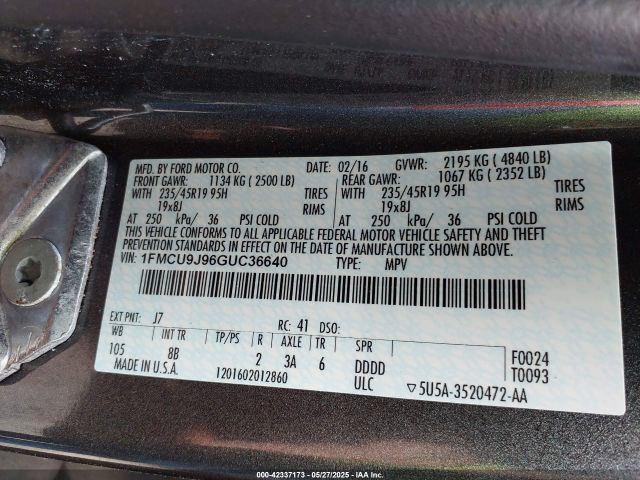 MFD. BY FORD MOTOR CO. DATE: 02/16 GVWR: 2195 KG ( 4840 LB)
FRONT GAWR: 1134 KG ( 2500 LB) REAR GAWR: 1067 KG ( 2352 LB)
WITH 235/45R19 95H TIRES WITH 235/45R19 95H TIRES
19x8J RIMS 19x8J RIMS
AT 250 kPa/ 36 PSI COLD AT 250 kPa/ 36 PSI COLD
THIS VEHICLE CONFORMS TO ALL APPLICABLE FEDERAL MOTOR VEHICLE SAFETY AND THEFT
PREVENTION STANDARDS IN EFFECT ON THE DATE OF MANUFACTURE SHOWN ABOVE.
VIN: 1FMCU9J96GUC36640 TYPE: MPV
EXT PNT: J7 RC: 41 DSO:
WB INT TR TP/PS R AXLE TR SPR
105 8B 2 3A 6 DDDD F0024
MADE IN U.S.A. 1201602012860 ULC ▽ 5U5A-3520472-AA T0093
000-42337173 - 05/27/2025 - IAAI.COM